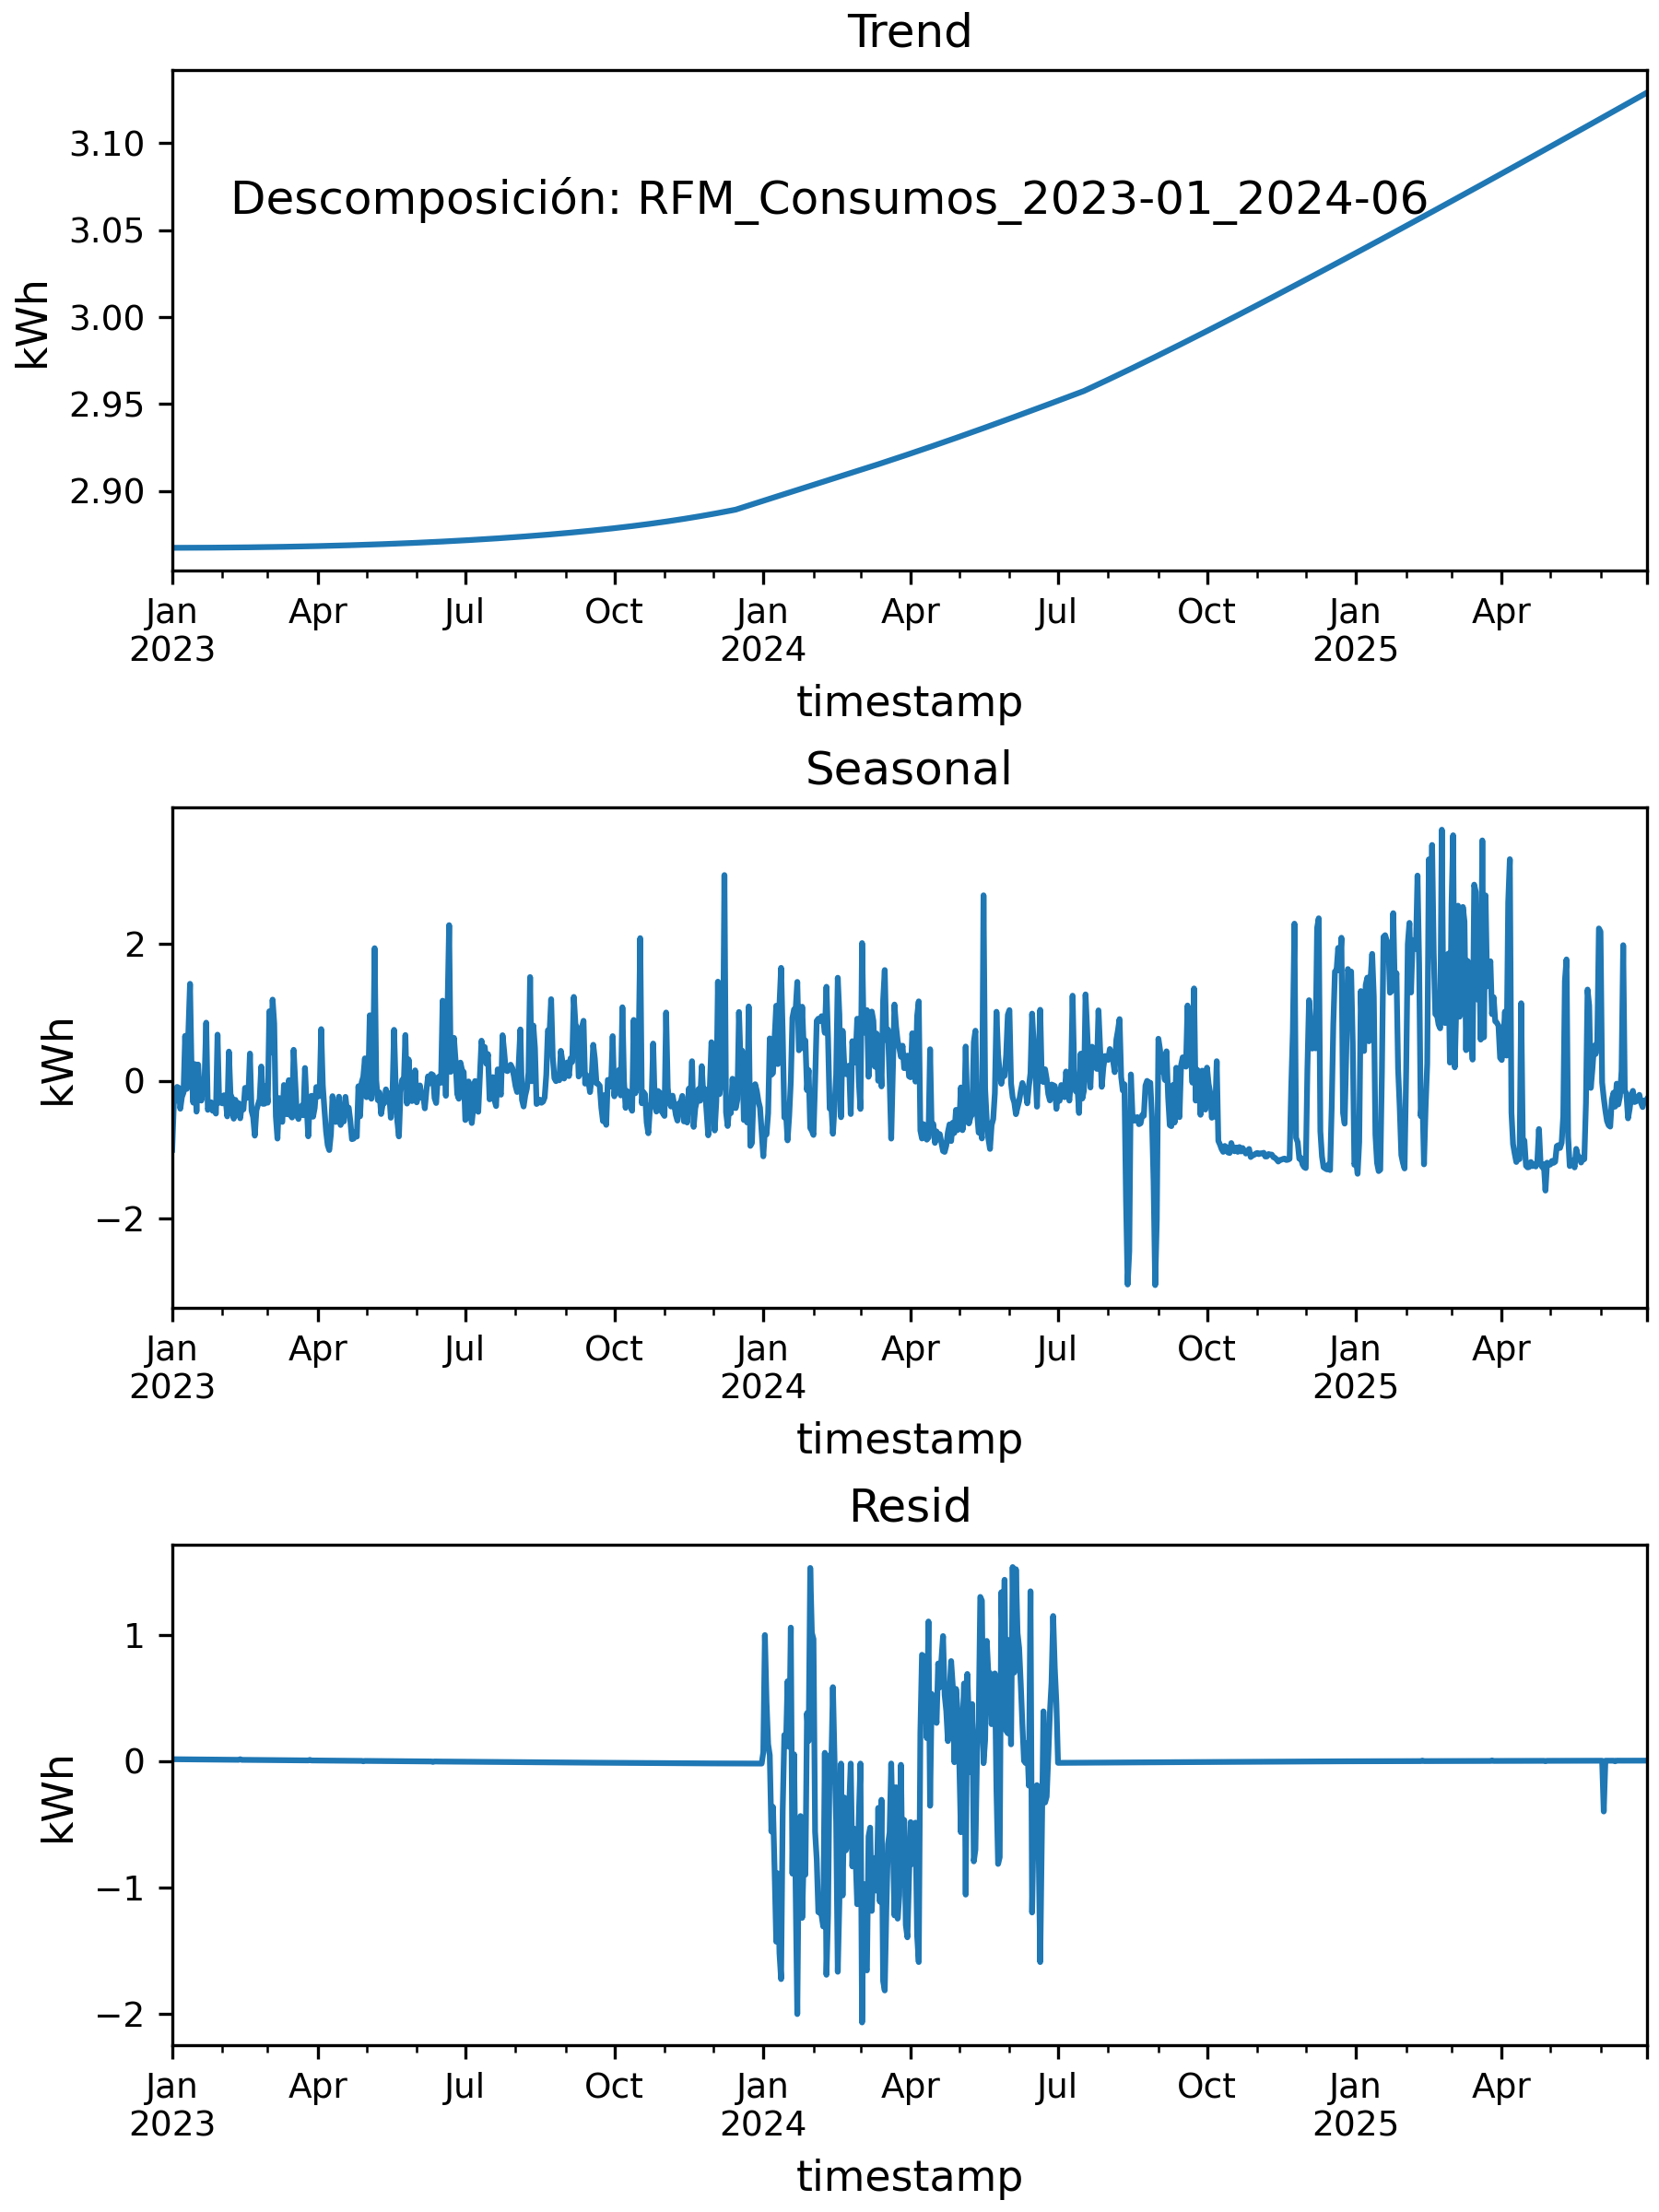 Trend
Descomposición: RFM_Consumos_2023-01_2024-06
kWh
3.10
3.05
3.00
2.95
2.90
Jan Apr Jul Oct Jan Apr Jul Oct Jan Apr
2023 2024 2025
timestamp
Seasonal
kWh
2
0
−2
Jan Apr Jul Oct Jan Apr Jul Oct Jan Apr
2023 2024 2025
timestamp
Resid
kWh
1
0
−1
−2
Jan Apr Jul Oct Jan Apr Jul Oct Jan Apr
2023 2024 2025
timestamp